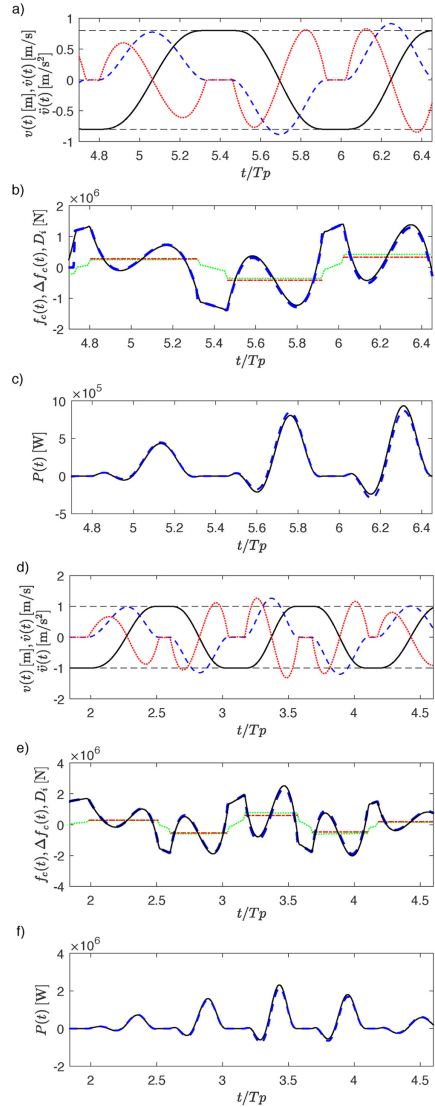 a)
v(t) [m], v̇(t) [m/s]
v̈(t) [m/s²]
1
0.5
0
-0.5
-1
4.8 5 5.2 5.4 5.6 5.8 6 6.2 6.4
t/Tp
b)
×10⁶
f_c(t), Δf_c(t), D_i [N]
2
1
0
-1
-2
4.8 5 5.2 5.4 5.6 5.8 6 6.2 6.4
t/Tp
c)
×10⁵
P(t) [W]
10
5
0
-5
4.8 5 5.2 5.4 5.6 5.8 6 6.2 6.4
t/Tp
d)
v(t) [m], v̇(t) [m/s]
v̈(t) [m/s²]
2
1
0
-1
-2
2 2.5 3 3.5 4 4.5
t/Tp
e)
×10⁶
f_c(t), Δf_c(t), D_i [N]
4
2
0
-2
-4
2 2.5 3 3.5 4 4.5
t/Tp
f)
×10⁶
P(t) [W]
4
2
0
-2
2 2.5 3 3.5 4 4.5
t/Tp